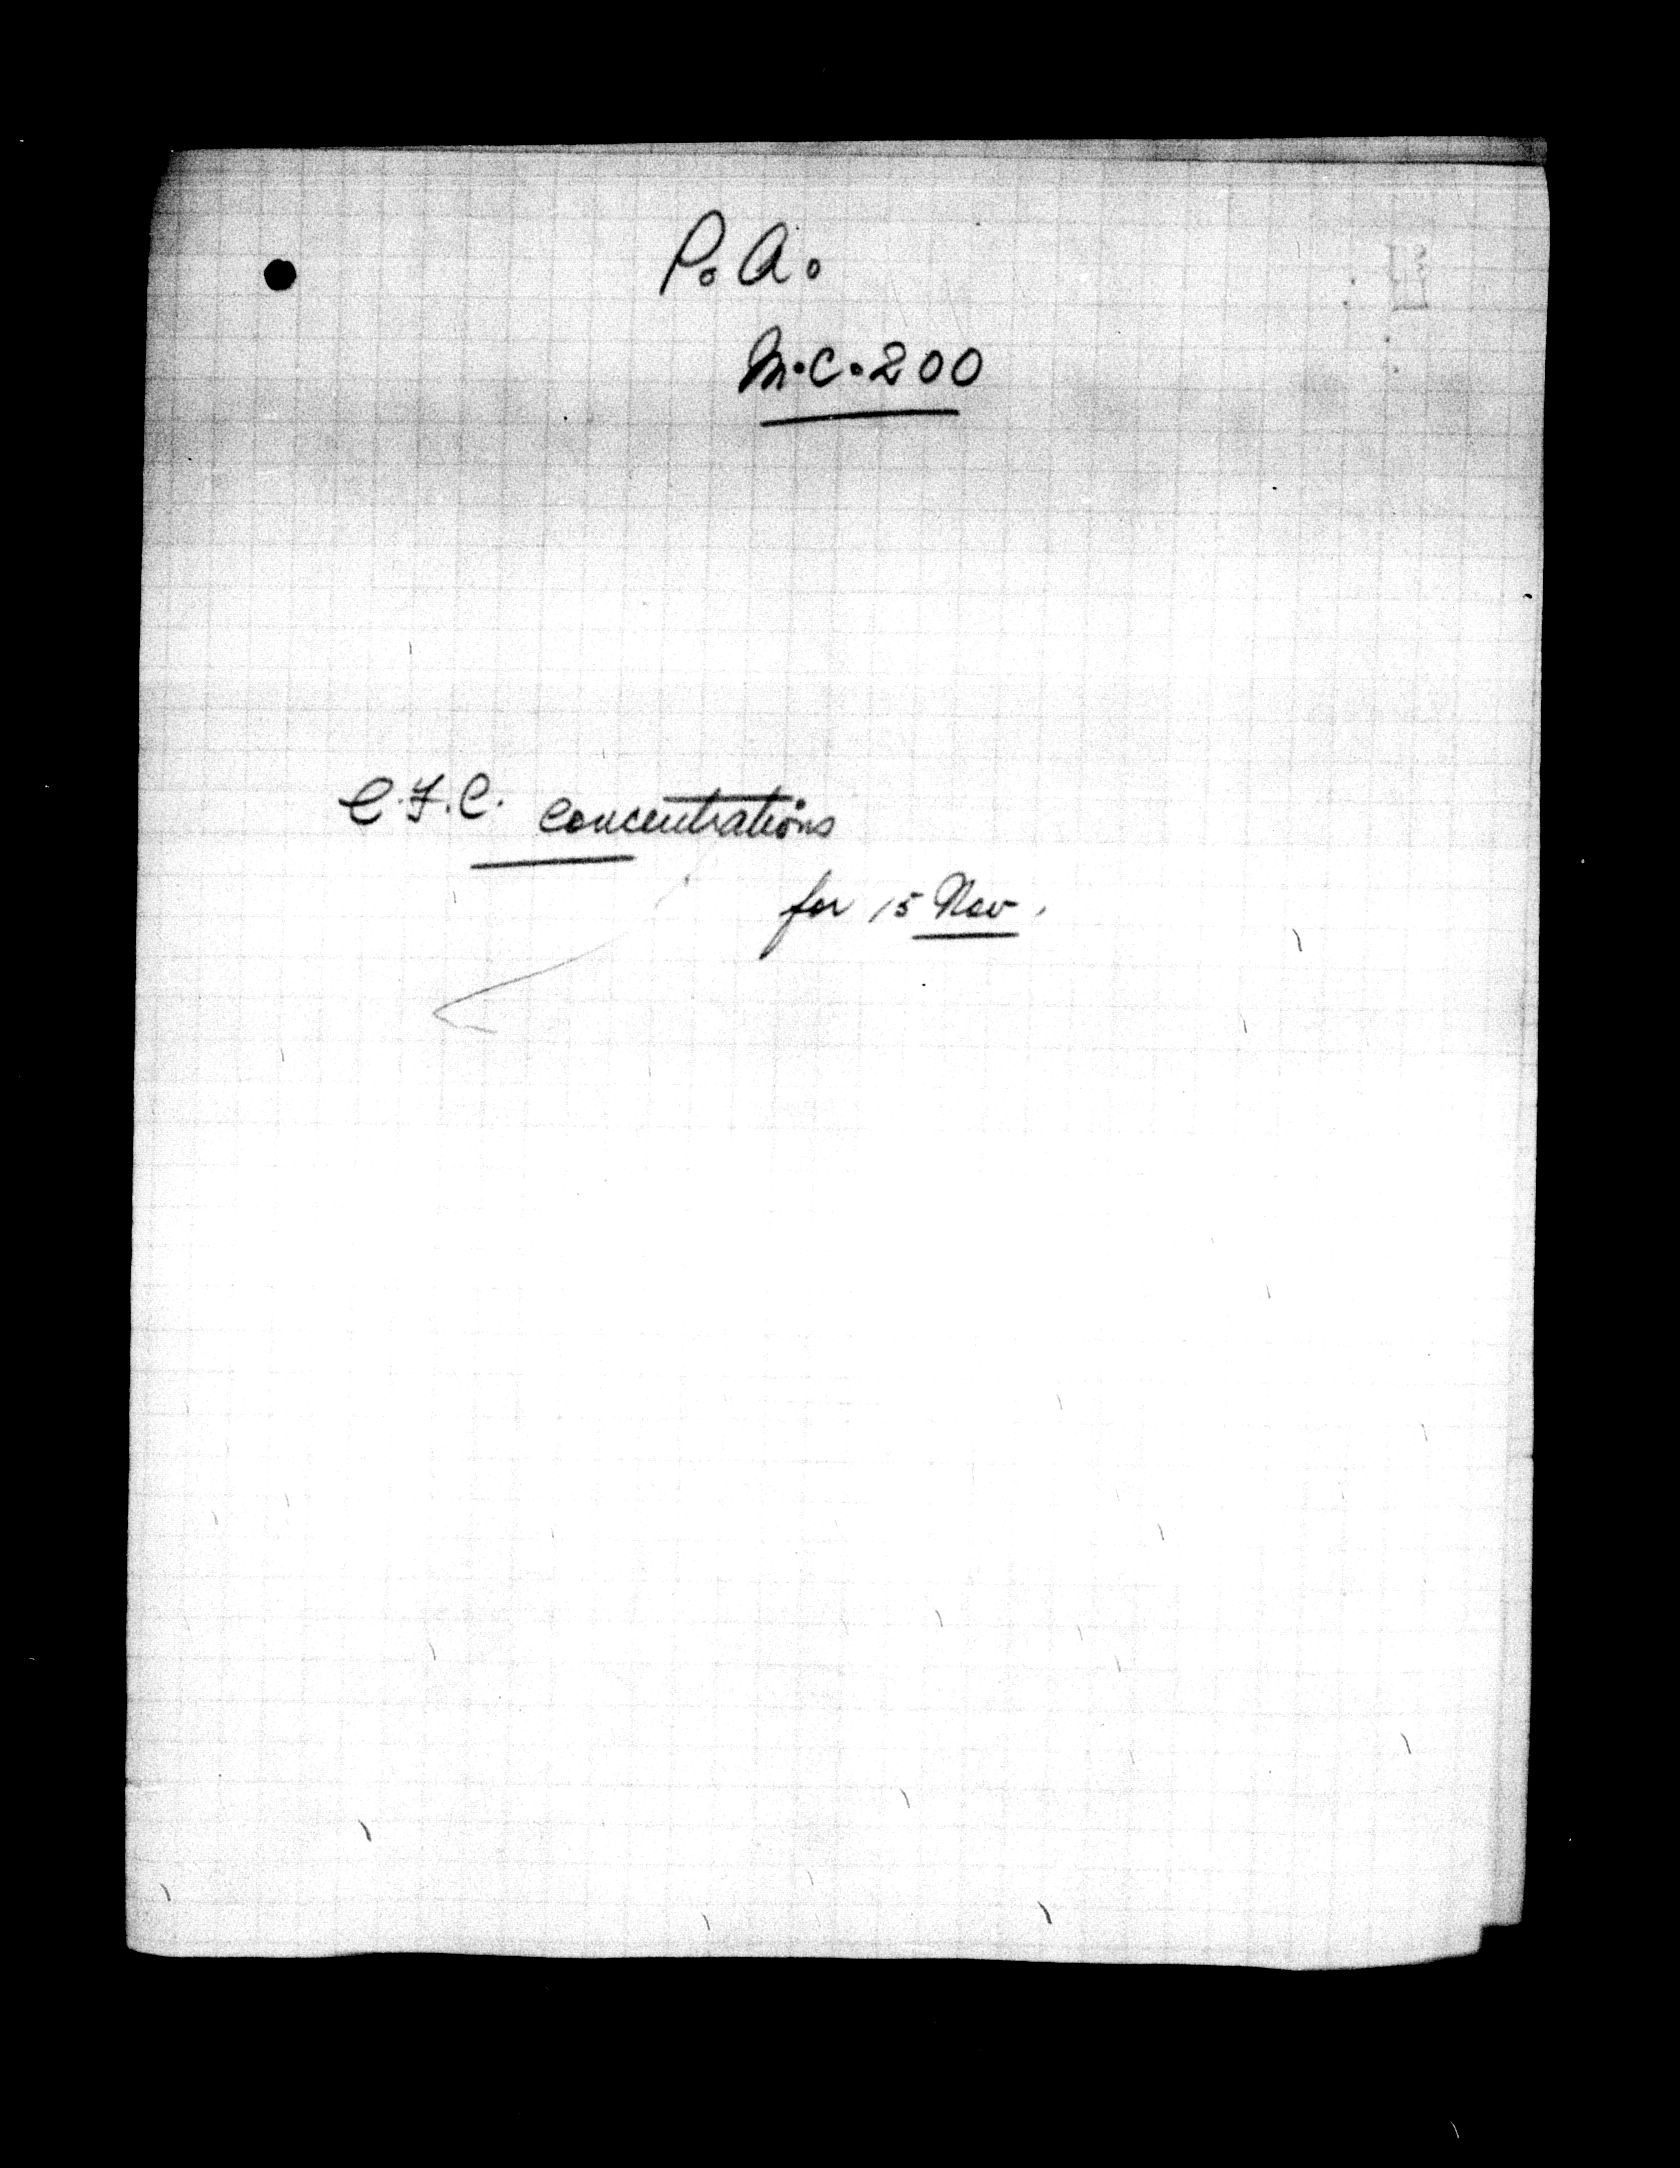 P.A.
M.C.200
C.F.C. concentrations
for 15 Nov.